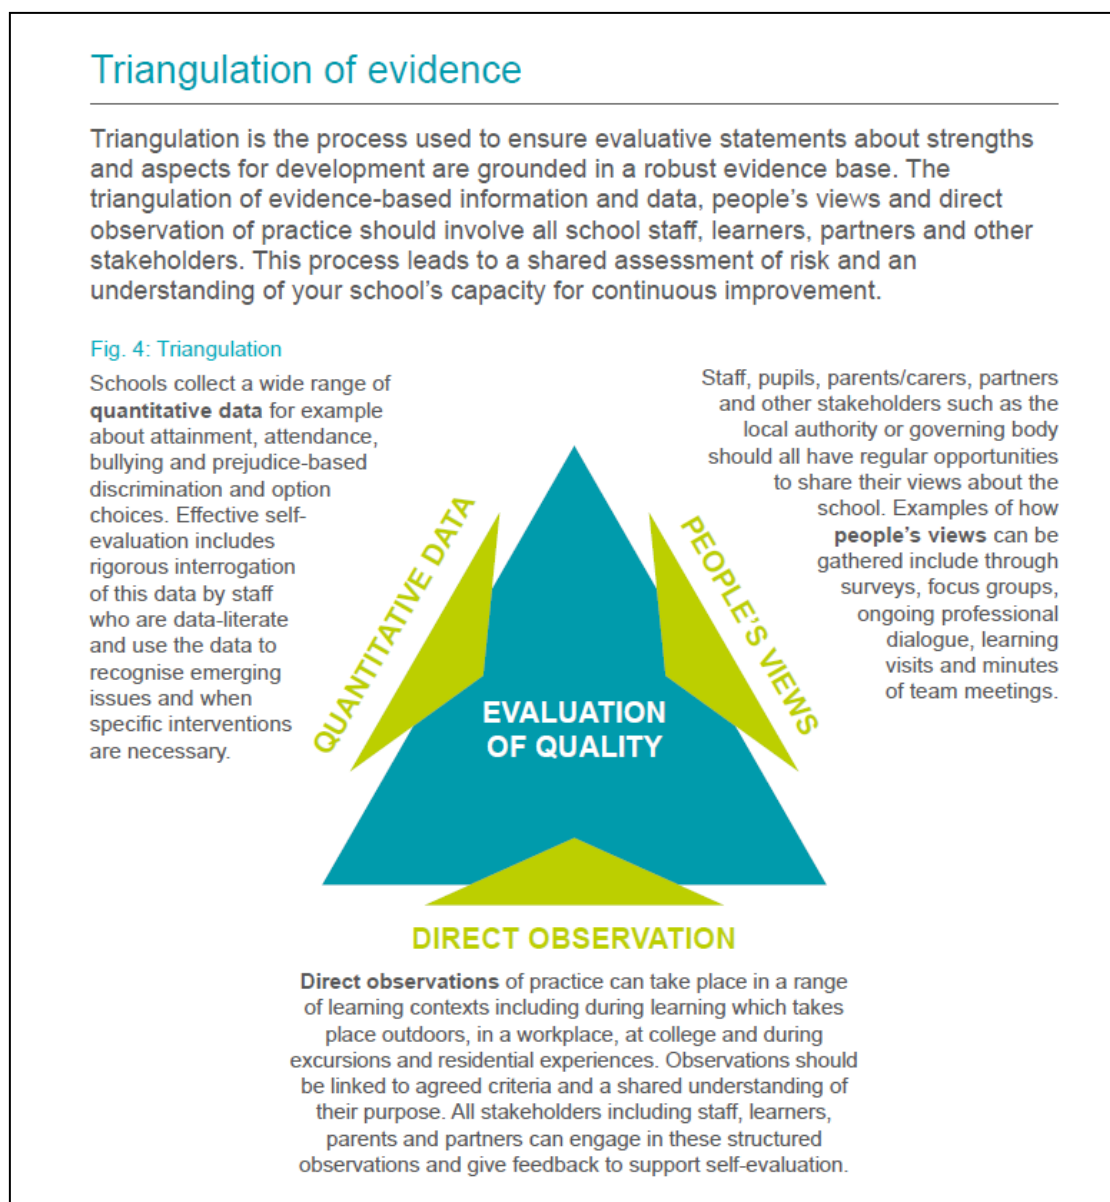 Triangulation of evidence
Triangulation is the process used to ensure evaluative statements about strengths
and aspects for development are grounded in a robust evidence base. The
triangulation of evidence-based information and data, people's views and direct
observation of practice should involve all school staff, learners, partners and other
stakeholders. This process leads to a shared assessment of risk and an
understanding of your school's capacity for continuous improvement.
Fig. 4: Triangulation
Schools collect a wide range of
quantitative data for example
about attainment, attendance,
bullying and prejudice-based
discrimination and option
choices. Effective self-
evaluation includes
rigorous interrogation
of this data by staff
who are data-literate
and use the data to
recognise emerging
issues and when
specific interventions
are necessary.
Staff, pupils, parents/carers, partners
and other stakeholders such as the
local authority or governing body
should all have regular opportunities
to share their views about the
school. Examples of how
people's views can be
gathered include through
surveys, focus groups,
ongoing professional
dialogue, learning
visits and minutes
of team meetings.
QUANTITATIVE DATA
PEOPLE'S VIEWS
EVALUATION
OF QUALITY
DIRECT OBSERVATION
Direct observations of practice can take place in a range
of learning contexts including during learning which takes
place outdoors, in a workplace, at college and during
excursions and residential experiences. Observations should
be linked to agreed criteria and a shared understanding of
their purpose. All stakeholders including staff, learners,
parents and partners can engage in these structured
observations and give feedback to support self-evaluation.